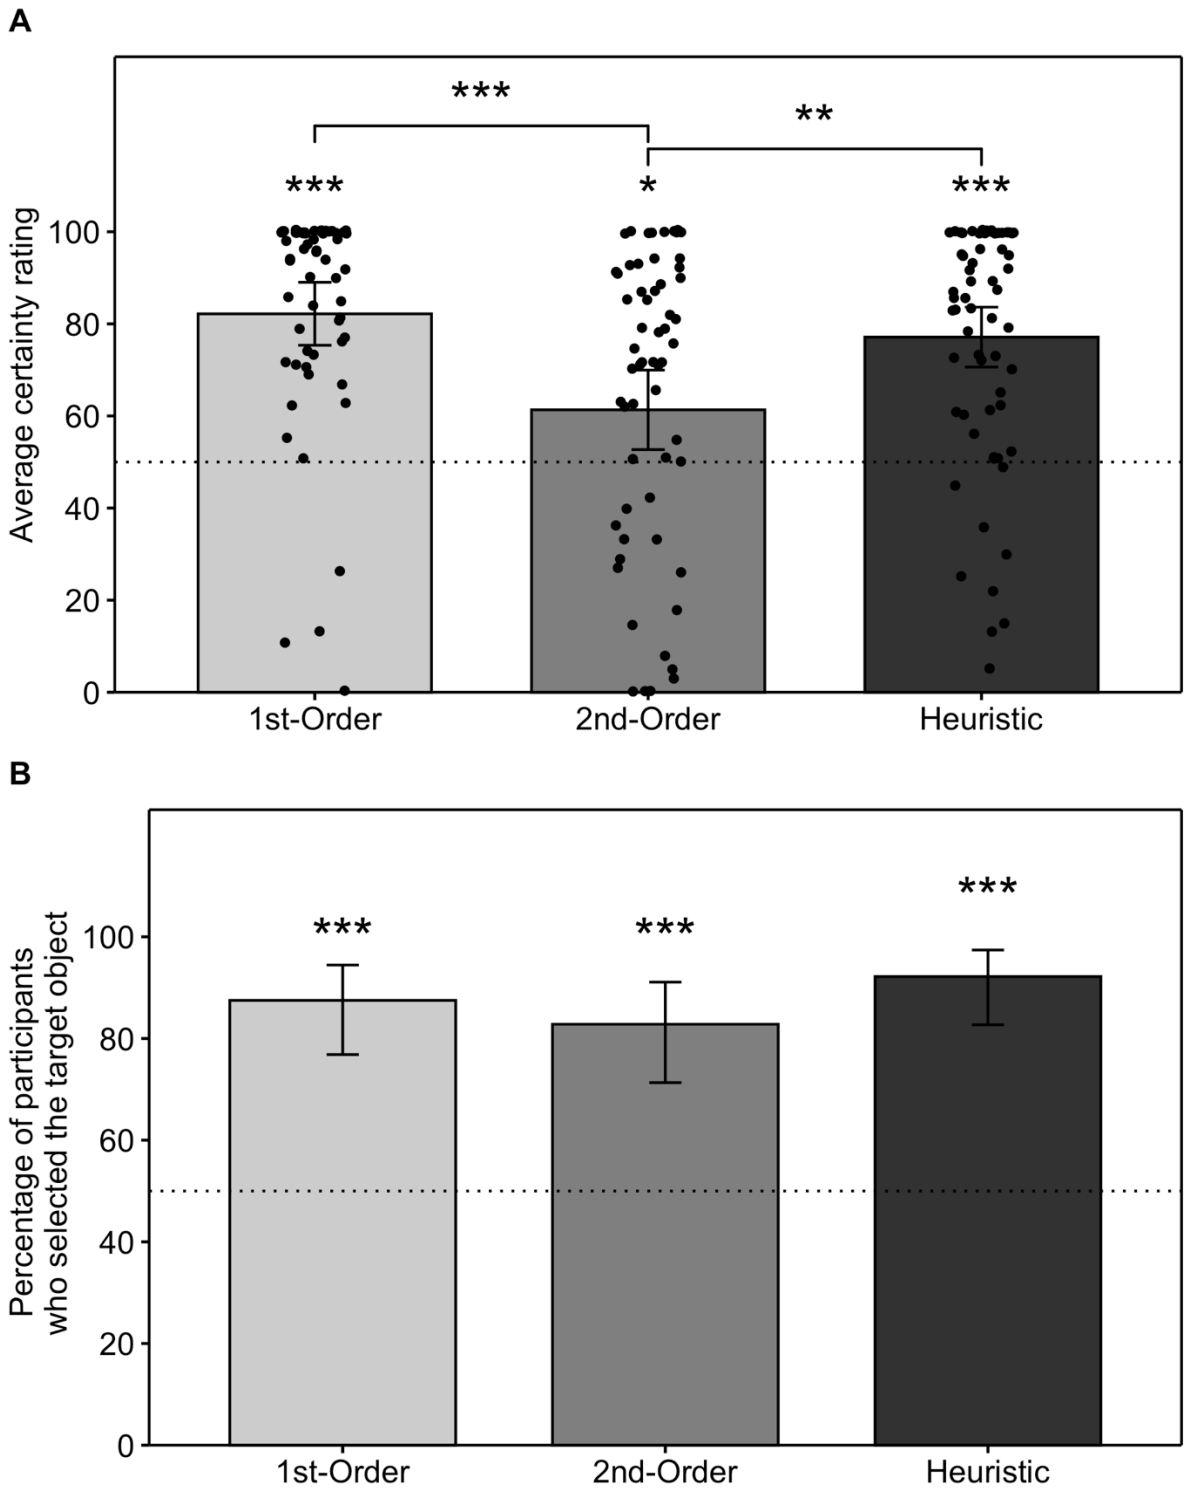 A
***
**
***
*
***
100
80
60
40
20
0
Average certainty rating
1st-Order
2nd-Order
Heuristic
B
***
***
***
100
80
60
40
20
0
Percentage of participants
who selected the target object
1st-Order
2nd-Order
Heuristic